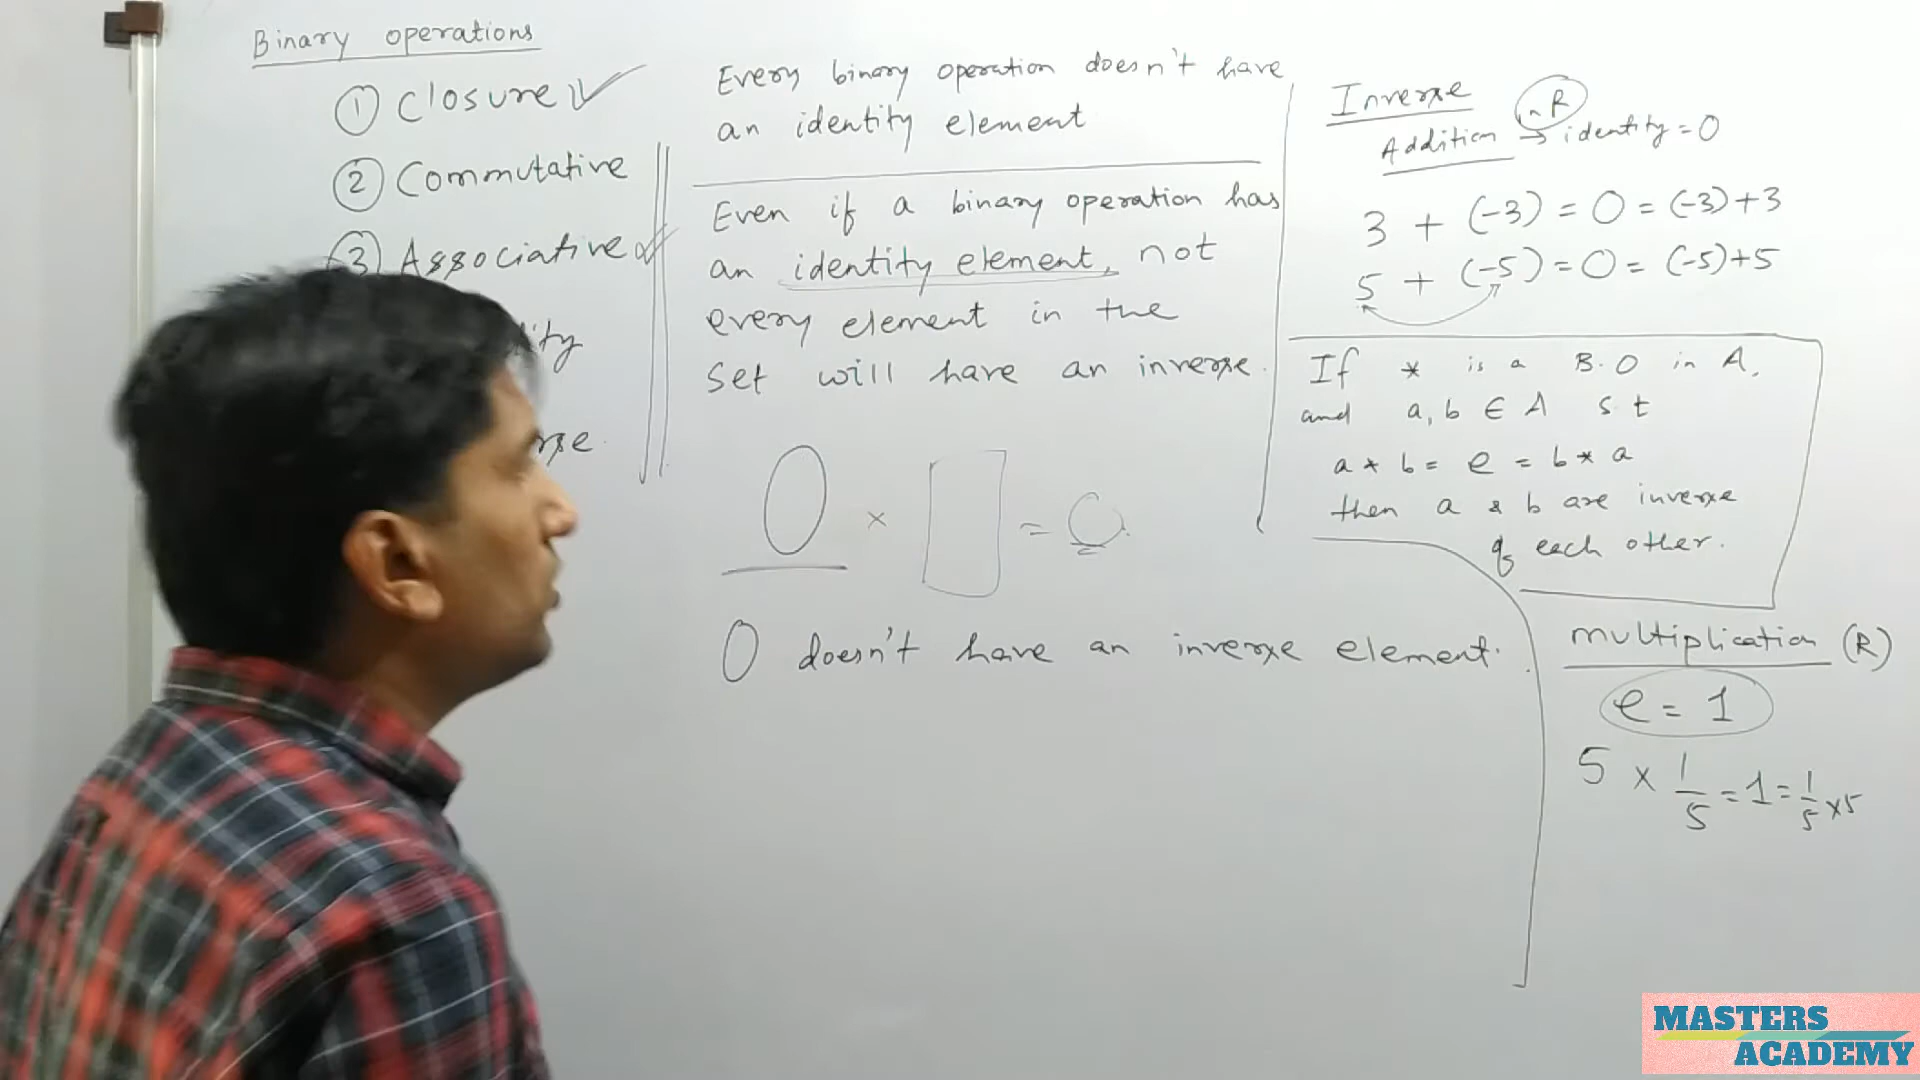 Binary operations
① Closure ✓
② Commutative
③ Associative
Every binary operation doesn't have
an identity element
Even if a binary operation has
an identity element, not
every element in the
set will have an inverse.
0 × = 0
0 doesn't have an inverse element.
Inverse
in R
Addition → identity = 0
3 + (-3) = 0 = (-3)+3
5 + (-5) = 0 = (-5)+5
If * is a B.O in A,
and a, b ∈ A s t
a * b = e = b * a
then a & b are inverse
of each other.
multiplication (R)
e = 1
5 × 1/5 = 1 = 1/5 × 5
MASTERS
ACADEMY